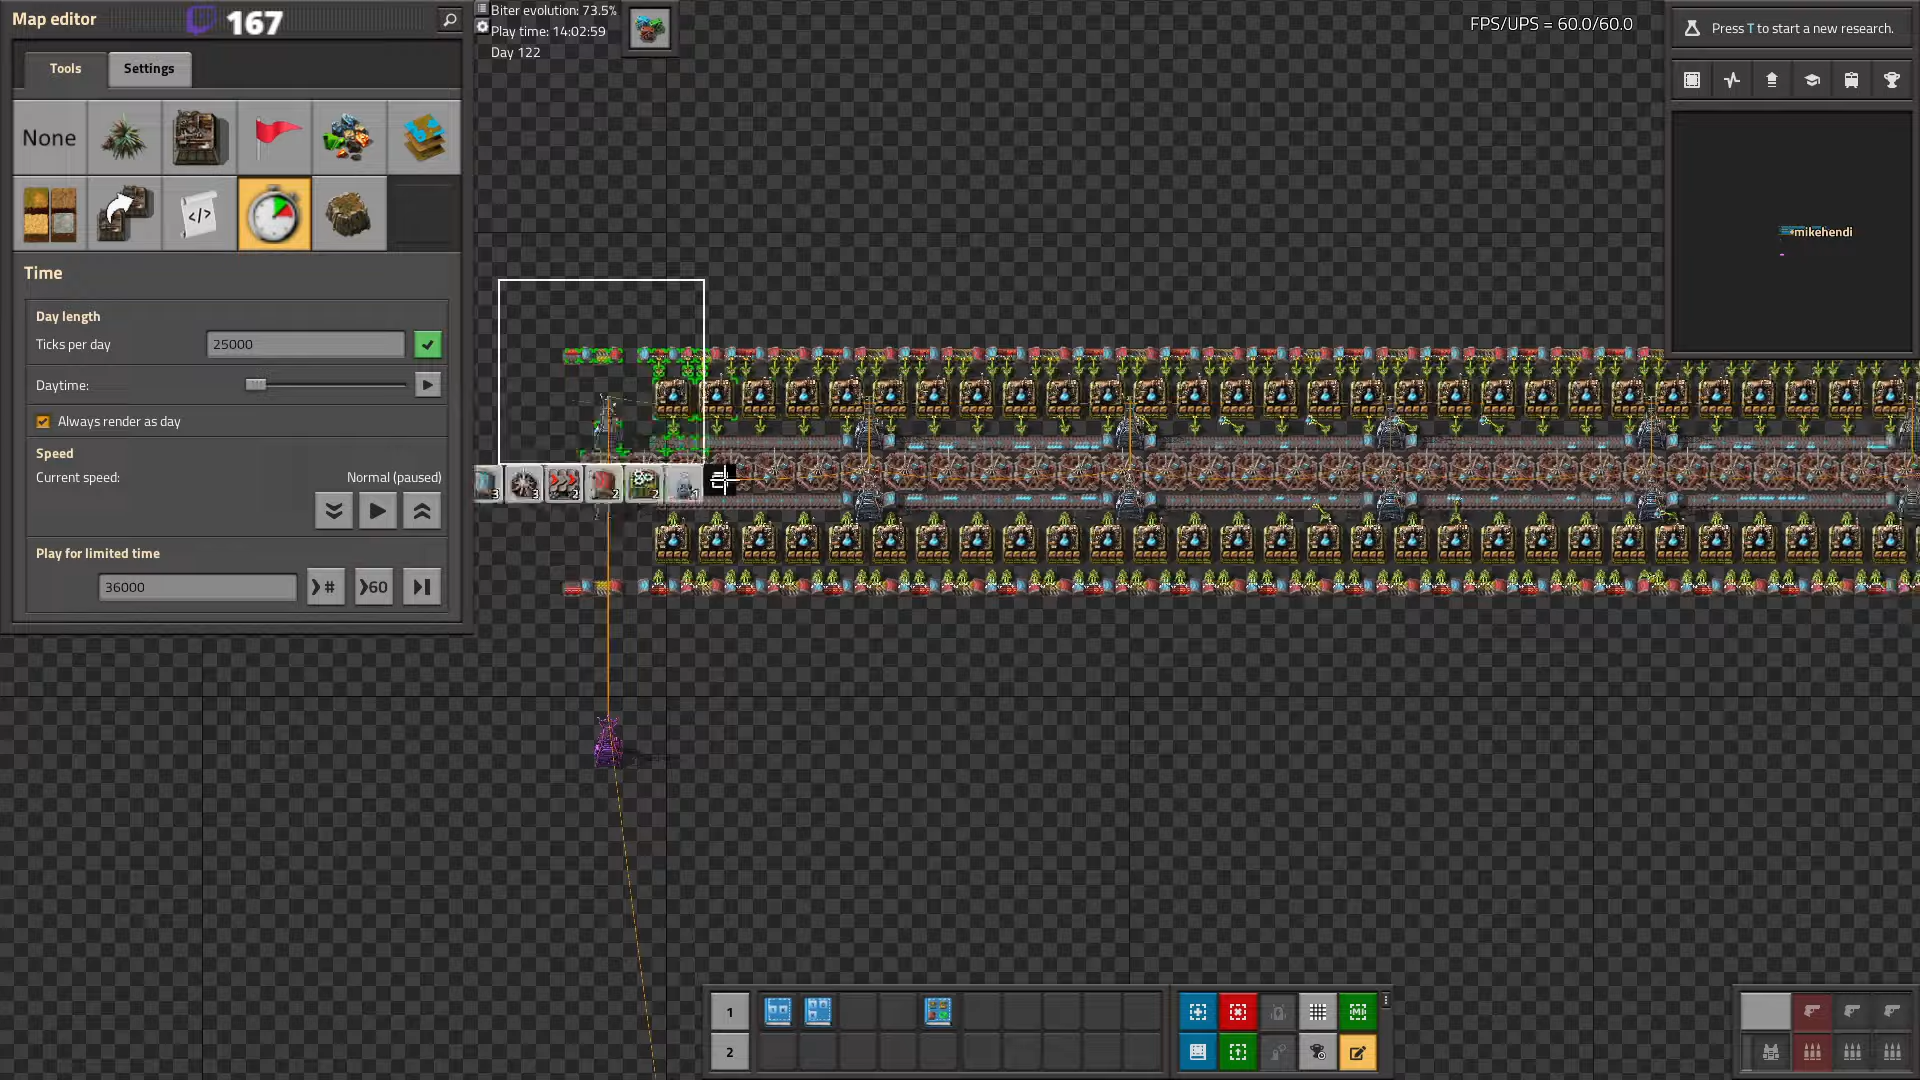 Map editor
167
Tools
Settings
None
</>
Time
Day length
Ticks per day
25000
Daytime:
Always render as day
Speed
Current speed:
Normal (paused)
Play for limited time
36000
#
60
Biter evolution: 73.5%
Play time: 14:02:59
Day 122
FPS/UPS = 60.0/60.0
Press T to start a new research.
mikehendi
3
3
2
2
2
1
1
2